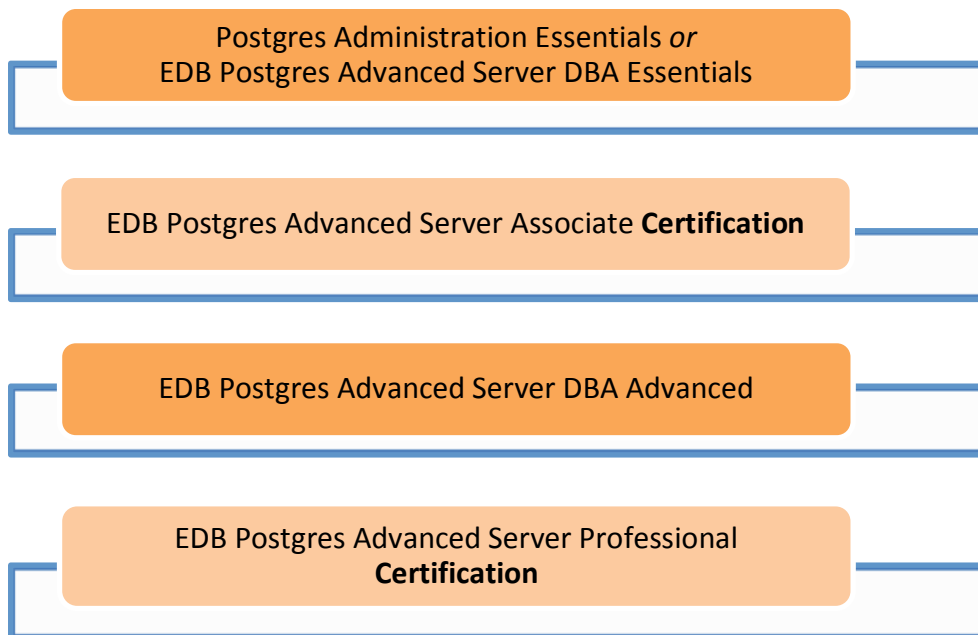 Postgres Administration Essentials or
EDB Postgres Advanced Server DBA Essentials
EDB Postgres Advanced Server Associate Certification
EDB Postgres Advanced Server DBA Advanced
EDB Postgres Advanced Server Professional
Certification